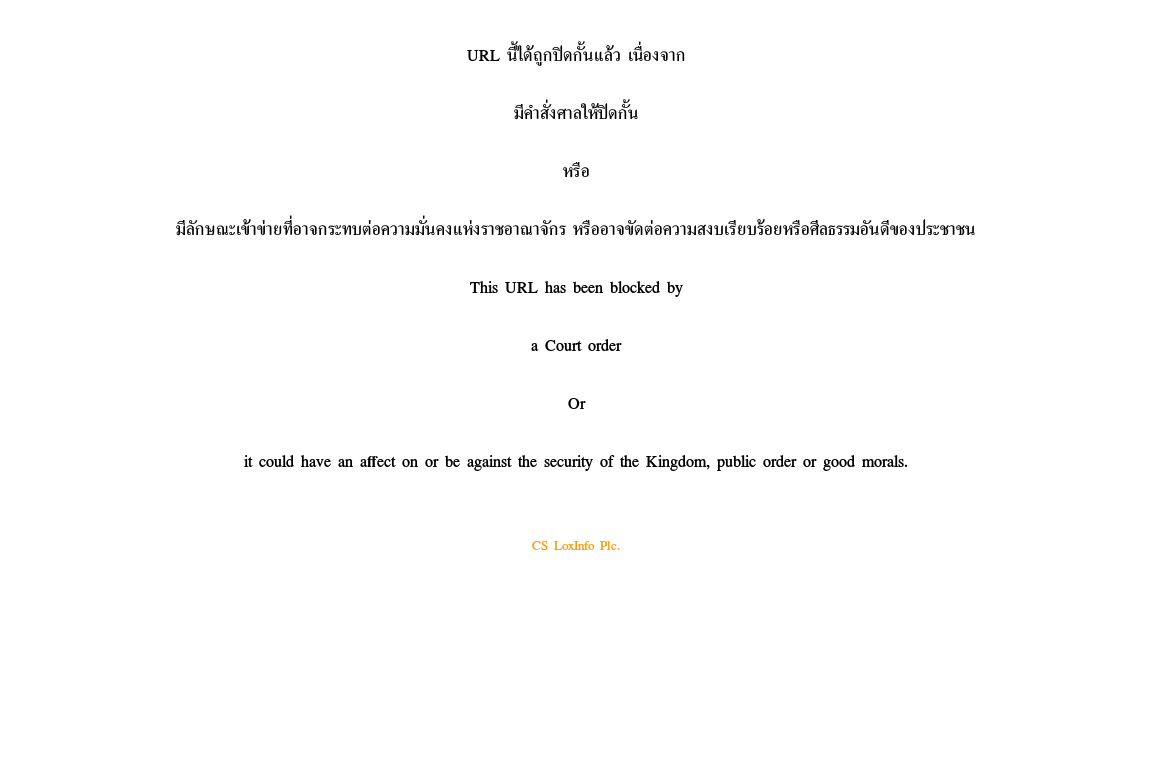 URL นี้ได้ถูกปิดกั้นแล้ว เนื่องจาก
มีคำสั่งศาลให้ปิดกั้น
หรือ
มีลักษณะเข้าข่ายที่อาจกระทบต่อความมั่นคงแห่งราชอาณาจักร หรืออาจขัดต่อความสงบเรียบร้อยหรือศีลธรรมอันดีของประชาชน
This URL has been blocked by
a Court order
Or
it could have an affect on or be against the security of the Kingdom, public order or good morals.
CS LoxInfo Plc.